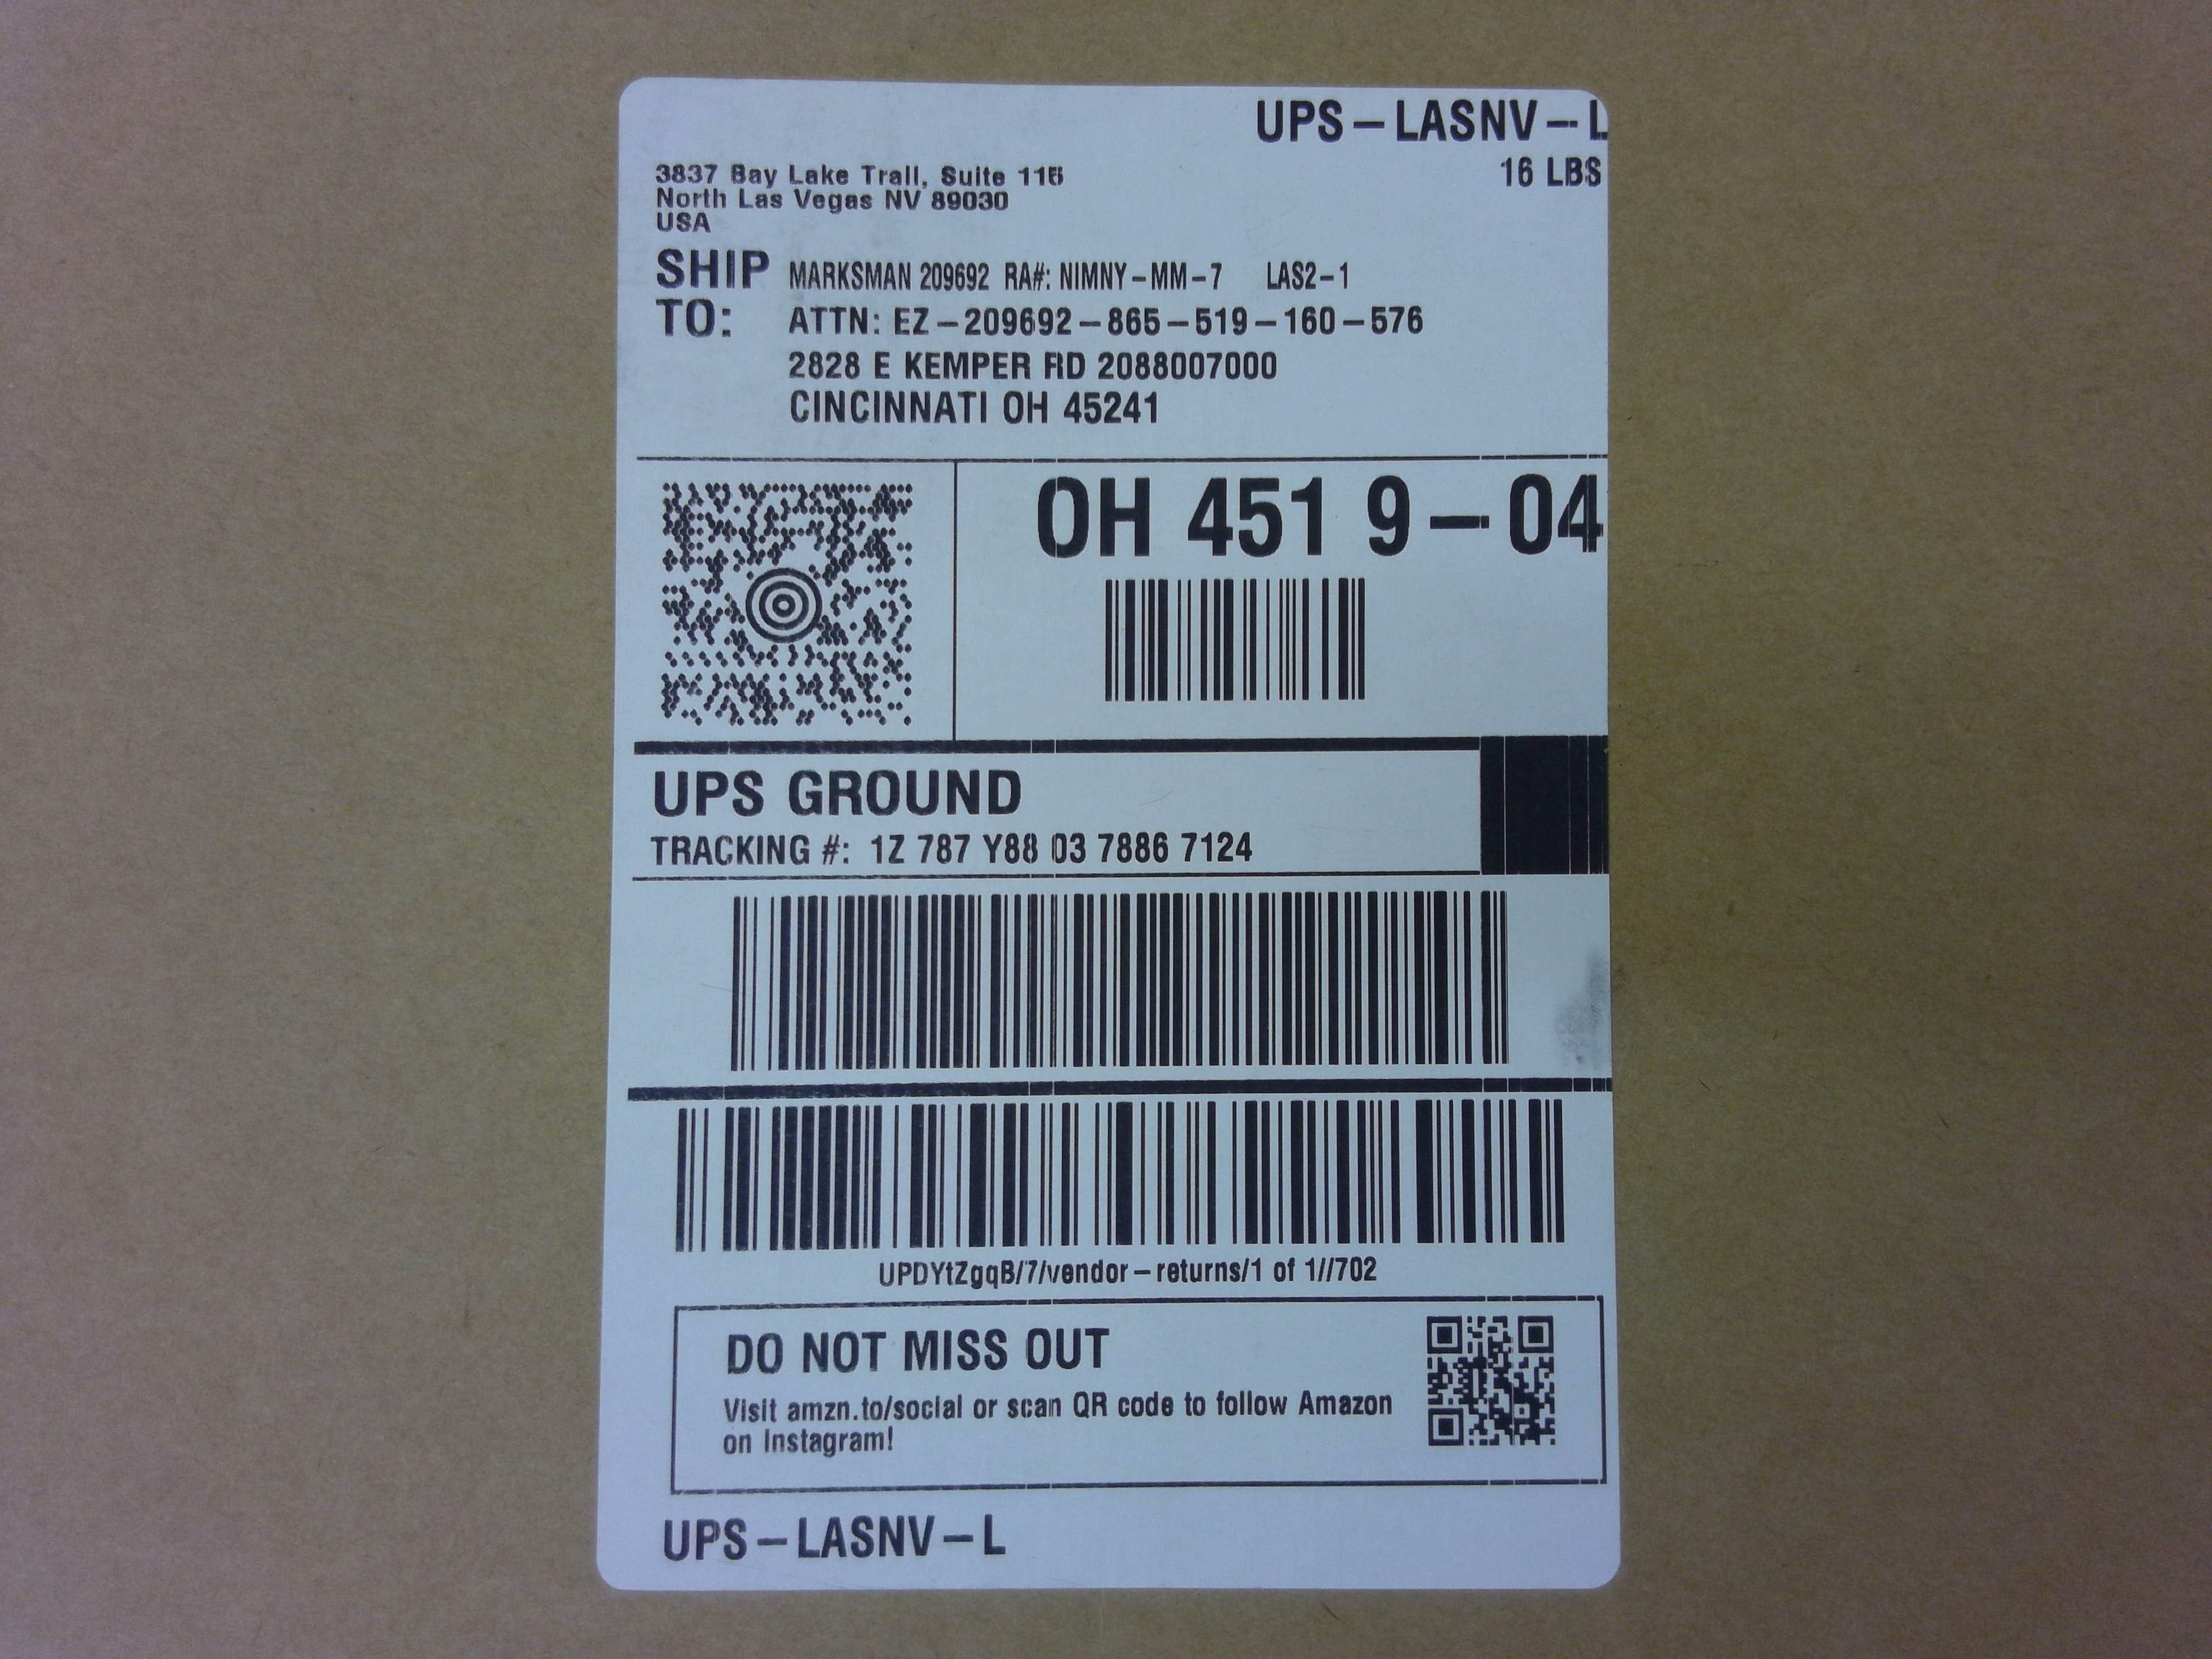 UPS-LASNV-L
16 LBS
3837 Bay Lake Trail, Suite 115
North Las Vegas NV 89030
USA
SHIP TO:
MARKSMAN 209692 RA#: NIMNY-MM-7 LAS2-1
ATTN: EZ-209692-865-519-160-576
2828 E KEMPER RD 2088007000
CINCINNATI OH 45241
OH 451 9-04
UPS GROUND
TRACKING #: 1Z 787 Y88 03 7886 7124
UPDYtZgqB/7/vendor-returns/1 of 1//702
DO NOT MISS OUT
Visit amzn.to/social or scan QR code to follow Amazon
on Instagram!
UPS-LASNV-L